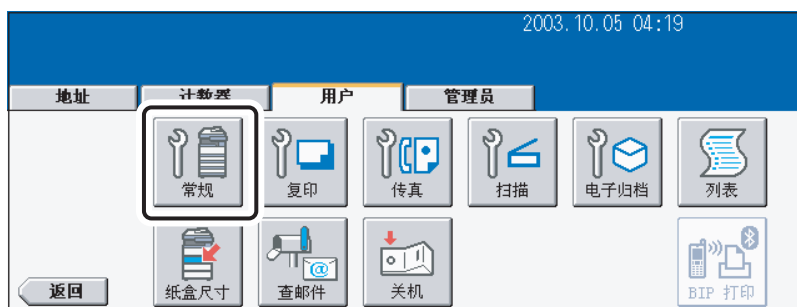 2003.10.05 04:19
地址 计数器 用户 管理员
常规 复印 传真 扫描 电子归档 列表
返回 纸盒尺寸 查邮件 关机 BIP 打印